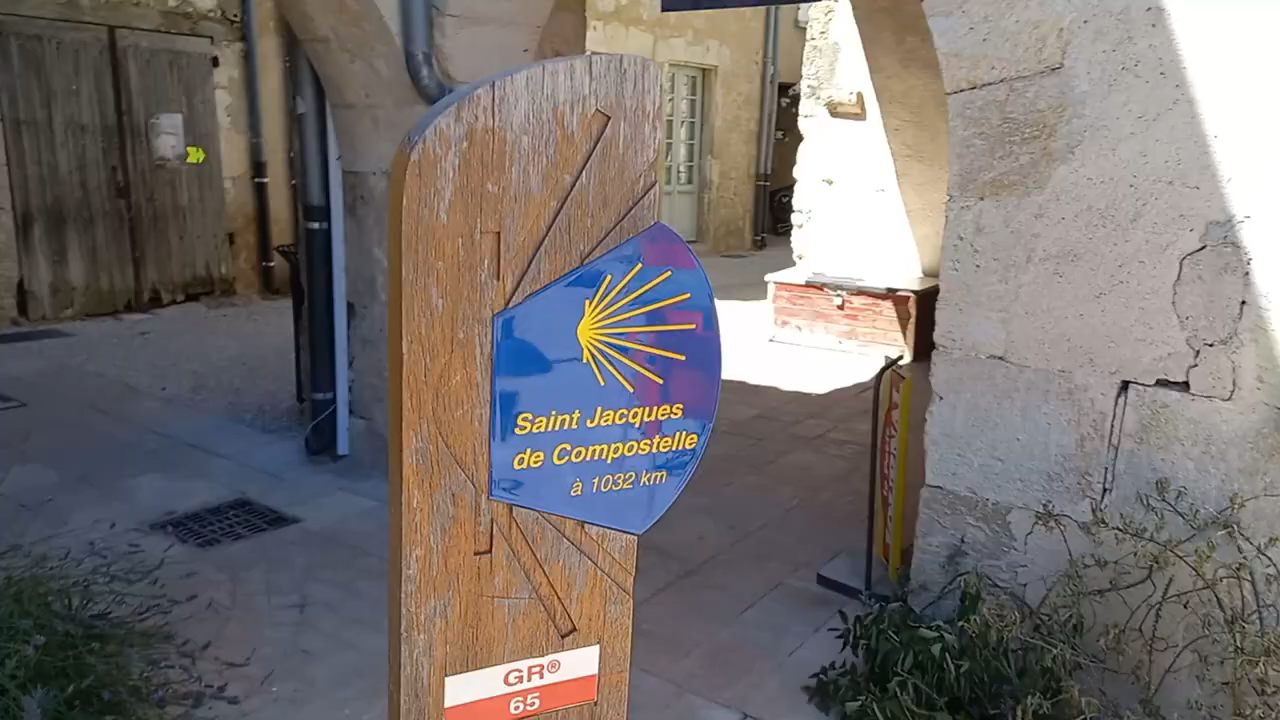 Saint Jacques
de Compostelle
à 1032 km
GR®
65